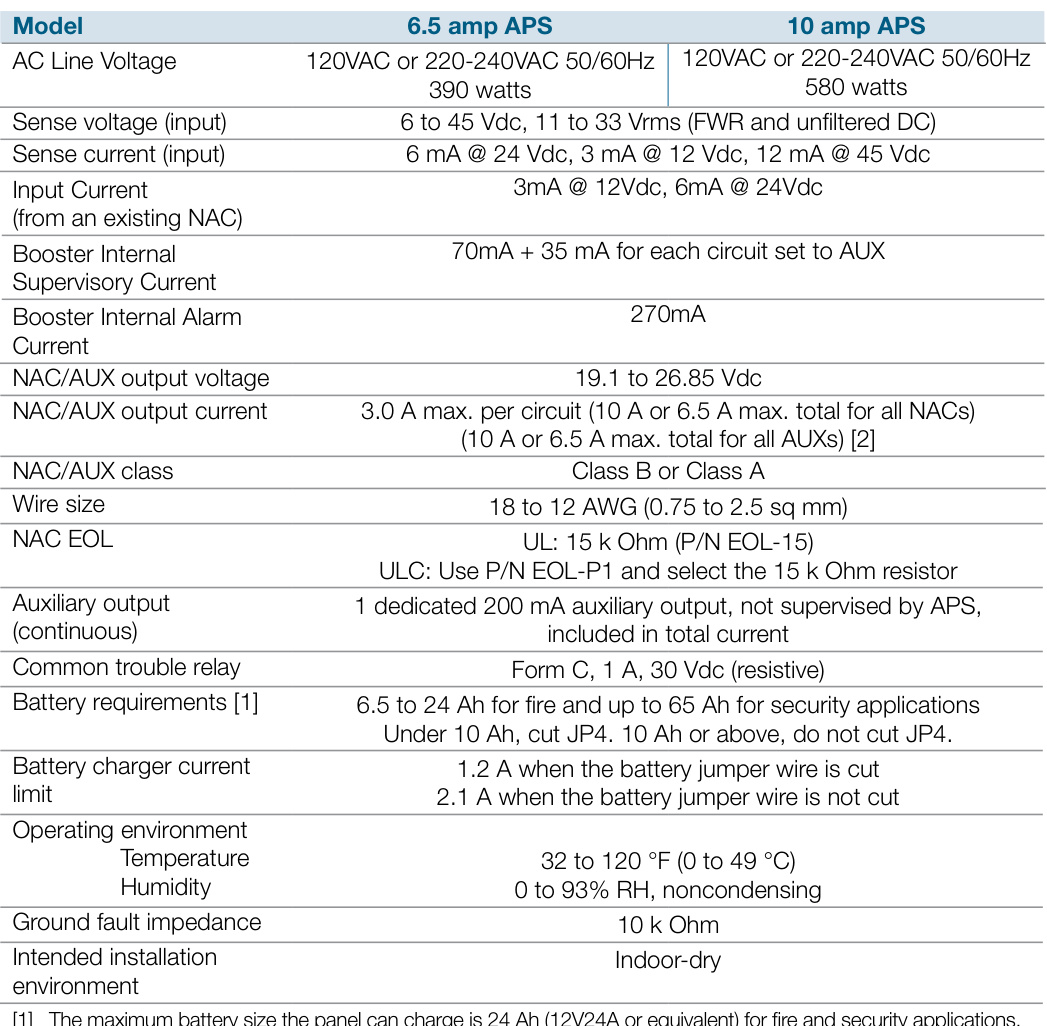 Model 6.5 amp APS 10 amp APS
AC Line Voltage 120VAC or 220-240VAC 50/60Hz 120VAC or 220-240VAC 50/60Hz
390 watts 580 watts
Sense voltage (input) 6 to 45 Vdc, 11 to 33 Vrms (FWR and unfiltered DC)
Sense current (input) 6 mA @ 24 Vdc, 3 mA @ 12 Vdc, 12 mA @ 45 Vdc
Input Current 3mA @ 12Vdc, 6mA @ 24Vdc
(from an existing NAC)
Booster Internal 70mA + 35 mA for each circuit set to AUX
Supervisory Current
Booster Internal Alarm 270mA
Current
NAC/AUX output voltage 19.1 to 26.85 Vdc
NAC/AUX output current 3.0 A max. per circuit (10 A or 6.5 A max. total for all NACs)
(10 A or 6.5 A max. total for all AUXs) [2]
NAC/AUX class Class B or Class A
Wire size 18 to 12 AWG (0.75 to 2.5 sq mm)
NAC EOL UL: 15 k Ohm (P/N EOL-15)
ULC: Use P/N EOL-P1 and select the 15 k Ohm resistor
Auxiliary output 1 dedicated 200 mA auxiliary output, not supervised by APS,
(continuous) included in total current
Common trouble relay Form C, 1 A, 30 Vdc (resistive)
Battery requirements [1] 6.5 to 24 Ah for fire and up to 65 Ah for security applications
Under 10 Ah, cut JP4. 10 Ah or above, do not cut JP4.
Battery charger current 1.2 A when the battery jumper wire is cut
limit 2.1 A when the battery jumper wire is not cut
Operating environment
Temperature 32 to 120 °F (0 to 49 °C)
Humidity 0 to 93% RH, noncondensing
Ground fault impedance 10 k Ohm
Intended installation Indoor-dry
environment
[1] The maximum battery size the panel can charge is 24 Ah (12V24A or equivalent) for fire and security applications.